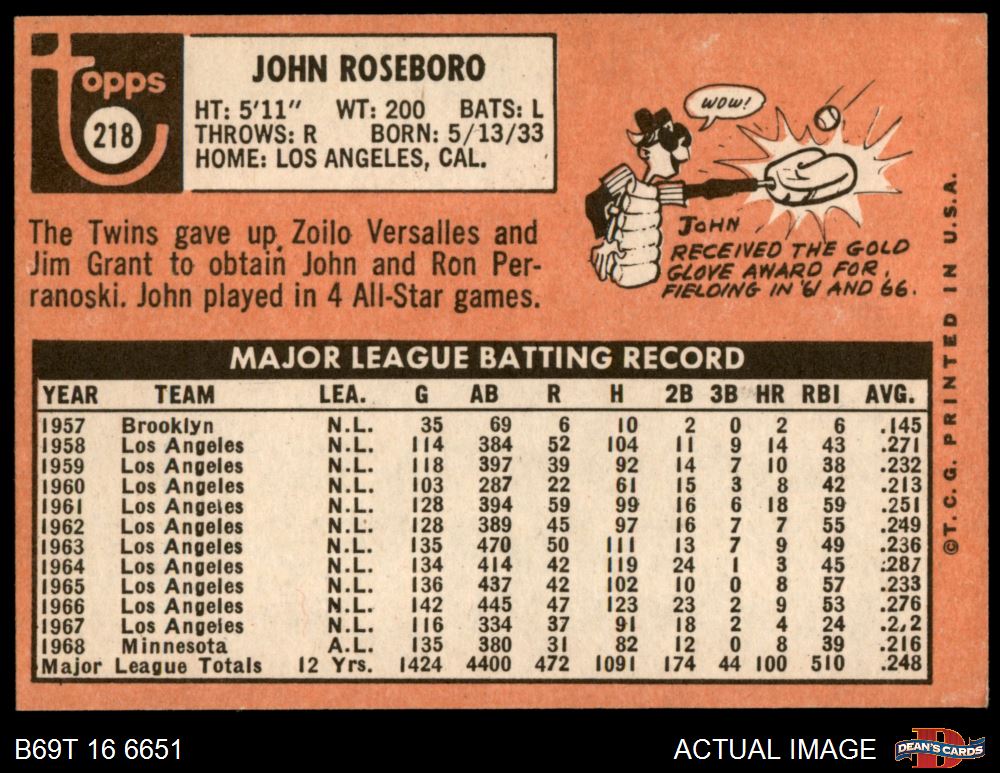 topps
218
JOHN ROSEBORO
HT: 5'11" WT: 200 BATS: L
THROWS: R BORN: 5/13/33
HOME: LOS ANGELES, CAL.
The Twins gave up Zoilo Versalles and
Jim Grant to obtain John and Ron Per-
ranoski. John played in 4 All-Star games.
WOW!
JOHN
RECEIVED THE GOLD
GLOVE AWARD FOR
FIELDING IN '61 AND '66.
MAJOR LEAGUE BATTING RECORD
YEAR TEAM LEA. G AB R H 2B 3B HR RBI AVG.
1957 Brooklyn N.L. 35 69 6 10 2 0 2 6 .145
1958 Los Angeles N.L. 114 384 52 104 11 9 14 43 .271
1959 Los Angeles N.L. 118 397 39 92 14 7 10 38 .232
1960 Los Angeles N.L. 103 287 22 61 15 3 8 42 .213
1961 Los Angeles N.L. 128 394 59 99 16 6 18 59 .251
1962 Los Angeles N.L. 128 389 45 97 16 7 7 55 .249
1963 Los Angeles N.L. 135 470 50 111 13 7 9 49 .236
1964 Los Angeles N.L. 134 414 42 119 24 1 3 45 .287
1965 Los Angeles N.L. 136 437 42 102 10 0 8 57 .233
1966 Los Angeles N.L. 142 445 47 123 23 2 9 53 .276
1967 Los Angeles N.L. 116 334 37 91 18 2 4 24
1968 Minnesota A.L. 135 380 31 82 12 0 8 39 .216
Major League Totals 12 Yrs. 1424 4400 472 1091 174 44 100 510 .248
©T.C.G. PRINTED IN U.S.A.
B69T 16 6651
ACTUAL IMAGE
DEAN'S CARDS